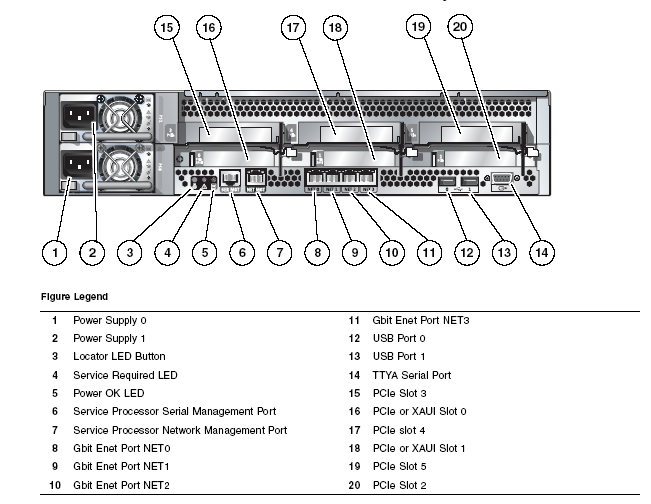 15 16 17 18 19 20
1 2 3 4 5 6 7 8 9 10 11 12 13 14
Figure Legend
1 Power Supply 0
2 Power Supply 1
3 Locator LED Button
4 Service Required LED
5 Power OK LED
6 Service Processor Serial Management Port
7 Service Processor Network Management Port
8 Gbit Enet Port NET0
9 Gbit Enet Port NET1
10 Gbit Enet Port NET2
11 Gbit Enet Port NET3
12 USB Port 0
13 USB Port 1
14 TTYA Serial Port
15 PCIe Slot 3
16 PCIe or XAUI Slot 0
17 PCIe slot 4
18 PCIe or XAUI Slot 1
19 PCIe Slot 5
20 PCIe Slot 2